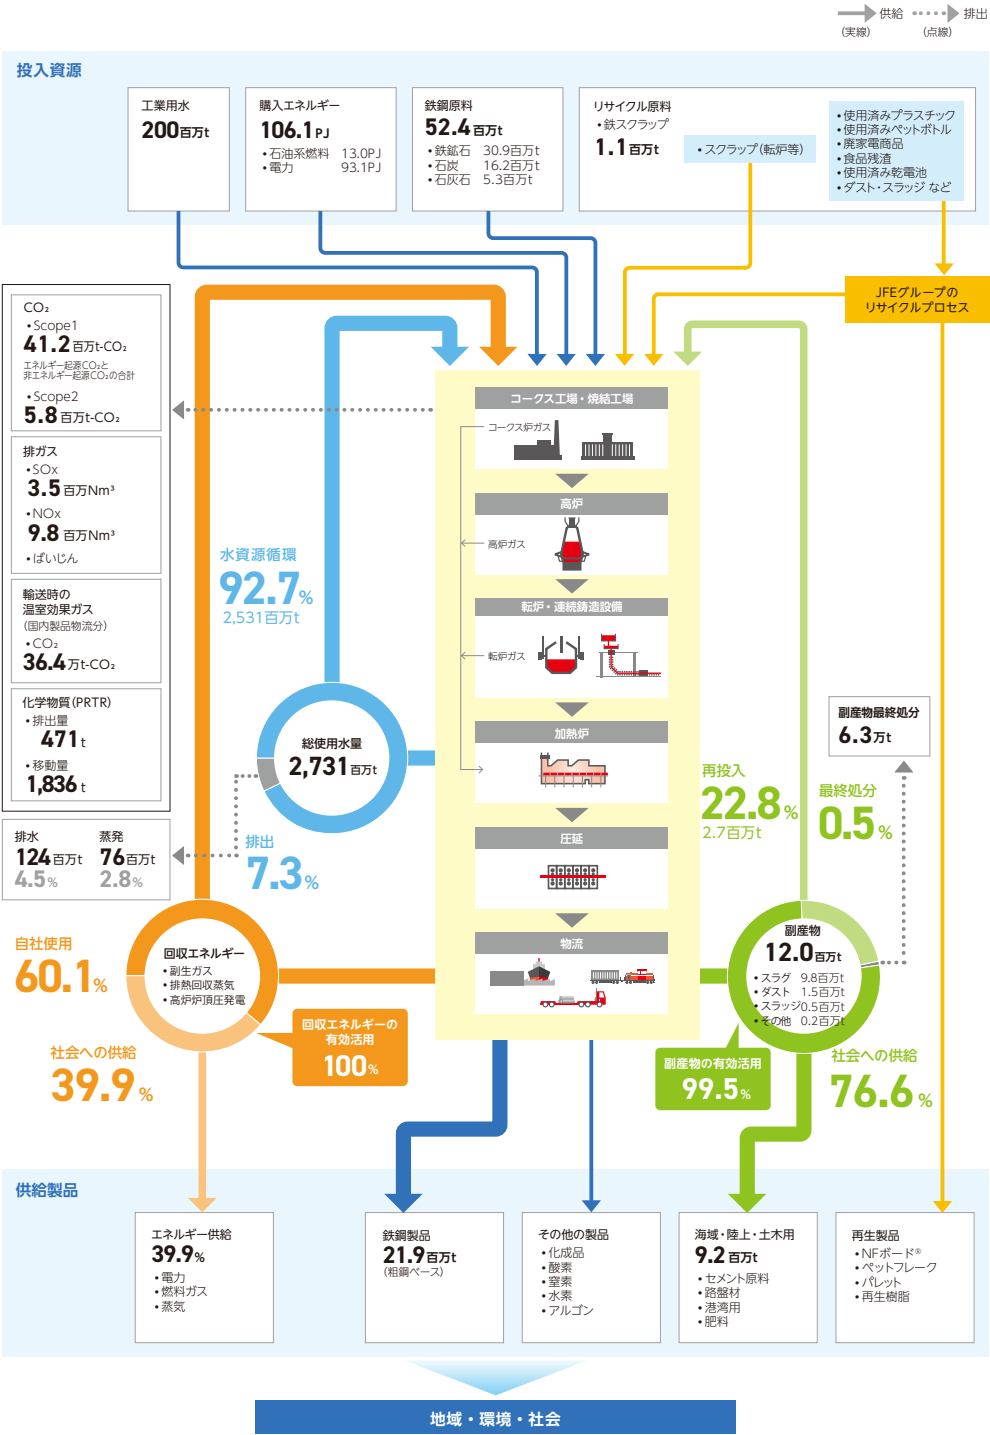 供給
排出
(実線)
(点線)
投入資源
工業用水
200百万t
購入エネルギー
106.1 PJ
・石油系燃料 13.0PJ
・電力 93.1PJ
鉄鋼原料
52.4 百万t
・鉄鉱石 30.9百万t
・石炭 16.2百万t
・石灰石 5.3百万t
リサイクル原料
・鉄スクラップ
1.1 百万t
・スクラップ(転炉等)
・使用済みプラスチック
・使用済みペットボトル
・廃家電商品
・食品残渣
・使用済み乾電池
・ダスト・スラッジ など
JFEグループの
リサイクルプロセス
CO₂
・Scope1
41.2 百万t-CO₂
エネルギー起源CO₂と
非エネルギー起源CO₂の合計
・Scope2
5.8 百万t-CO₂
排ガス
・SOx
3.5 百万Nm³
・NOx
9.8 百万Nm³
・ばいじん
輸送時の
温室効果ガス
(国内製品物流分)
・CO₂
36.4 万t-CO₂
化学物質(PRTR)
・排出量
471 t
・移動量
1,836 t
排水
124 百万t
4.5 %
蒸発
76 百万t
2.8 %
水資源循環
92.7 %
2,531百万t
総使用水量
2,731 百万t
排出
7.3 %
コークス工場・焼結工場
コークス炉ガス
高炉
高炉ガス
転炉・連続鋳造設備
転炉ガス
加熱炉
圧延
物流
再投入
22.8 %
2.7百万t
最終処分
0.5 %
副産物最終処分
6.3 万t
副産物
12.0 百万t
・スラグ 9.8百万t
・ダスト 1.5百万t
・スラッジ 0.5百万t
・その他 0.2百万t
副産物の有効活用
99.5 %
社会への供給
76.6 %
自社使用
60.1 %
回収エネルギー
・副生ガス
・排熱回収蒸気
・高炉炉頂圧発電
回収エネルギーの
有効活用
100 %
社会への供給
39.9 %
供給製品
エネルギー供給
39.9 %
・電力
・燃料ガス
・蒸気
鉄鋼製品
21.9 百万t
(粗鋼ベース)
その他の製品
・化成品
・酸素
・窒素
・水素
・アルゴン
海域・陸上・土木用
9.2 百万t
・セメント原料
・路盤材
・港湾用
・肥料
再生製品
・NFボード®
・ペットフレーク
・パレット
・再生樹脂
地域・環境・社会